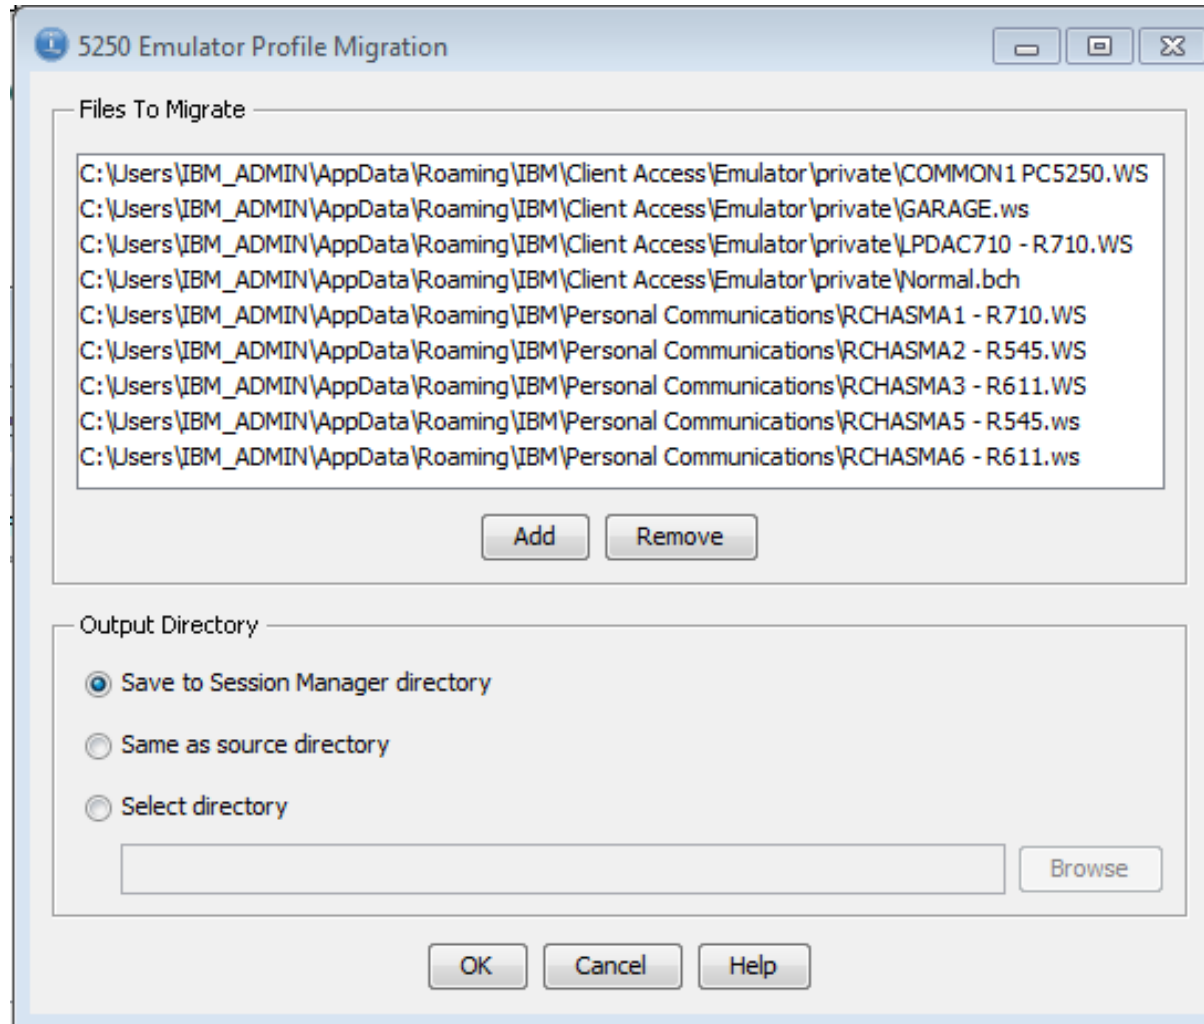 5250 Emulator Profile Migration
Files To Migrate
C:\Users\IBM_ADMIN\AppData\Roaming\IBM\Client Access\Emulator\private\COMMON1 PC5250.WS
C:\Users\IBM_ADMIN\AppData\Roaming\IBM\Client Access\Emulator\private\GARAGE.ws
C:\Users\IBM_ADMIN\AppData\Roaming\IBM\Client Access\Emulator\private\LPDAC710 - R710.WS
C:\Users\IBM_ADMIN\AppData\Roaming\IBM\Client Access\Emulator\private\Normal.bch
C:\Users\IBM_ADMIN\AppData\Roaming\IBM\Personal Communications\RCHASMA1 - R710.WS
C:\Users\IBM_ADMIN\AppData\Roaming\IBM\Personal Communications\RCHASMA2 - R545.WS
C:\Users\IBM_ADMIN\AppData\Roaming\IBM\Personal Communications\RCHASMA3 - R611.WS
C:\Users\IBM_ADMIN\AppData\Roaming\IBM\Personal Communications\RCHASMA5 - R545.ws
C:\Users\IBM_ADMIN\AppData\Roaming\IBM\Personal Communications\RCHASMA6 - R611.ws
Add Remove
Output Directory
Save to Session Manager directory
Same as source directory
Select directory
Browse
OK Cancel Help